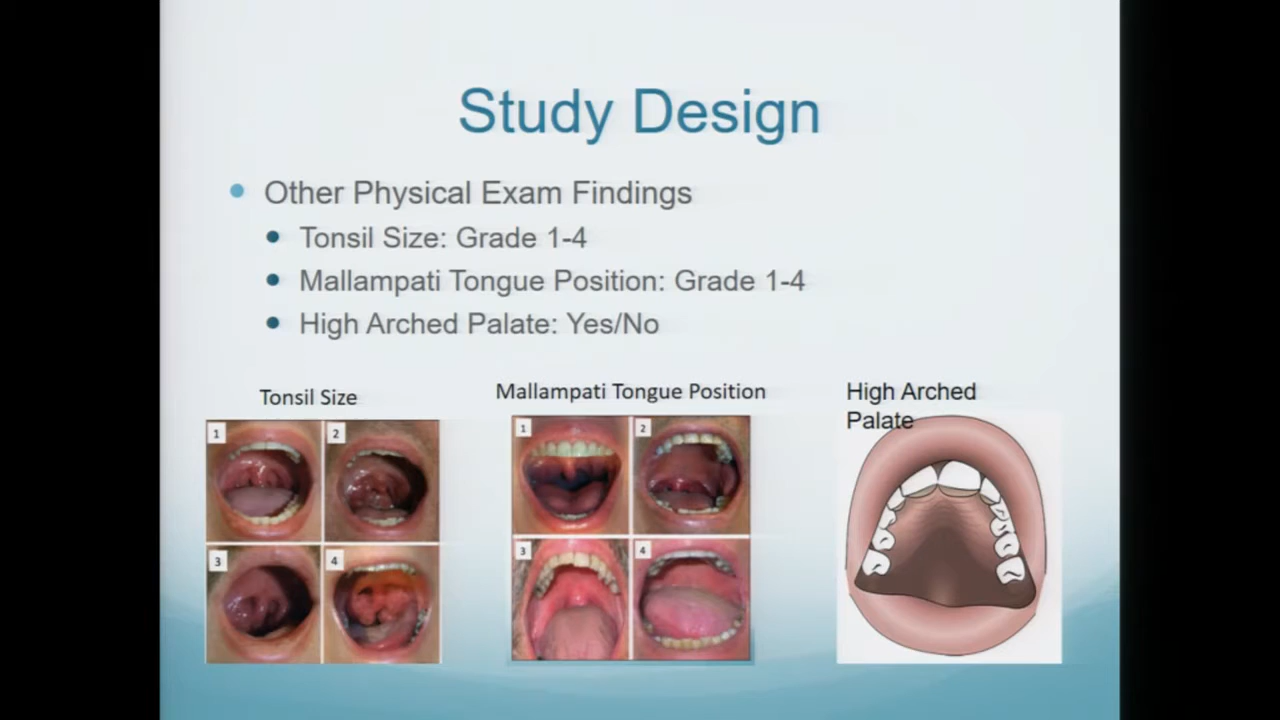 Study Design
Other Physical Exam Findings
Tonsil Size: Grade 1-4
Mallampati Tongue Position: Grade 1-4
High Arched Palate: Yes/No
Tonsil Size
Mallampati Tongue Position
High Arched
Palate
1
2
3
4
1
2
3
4